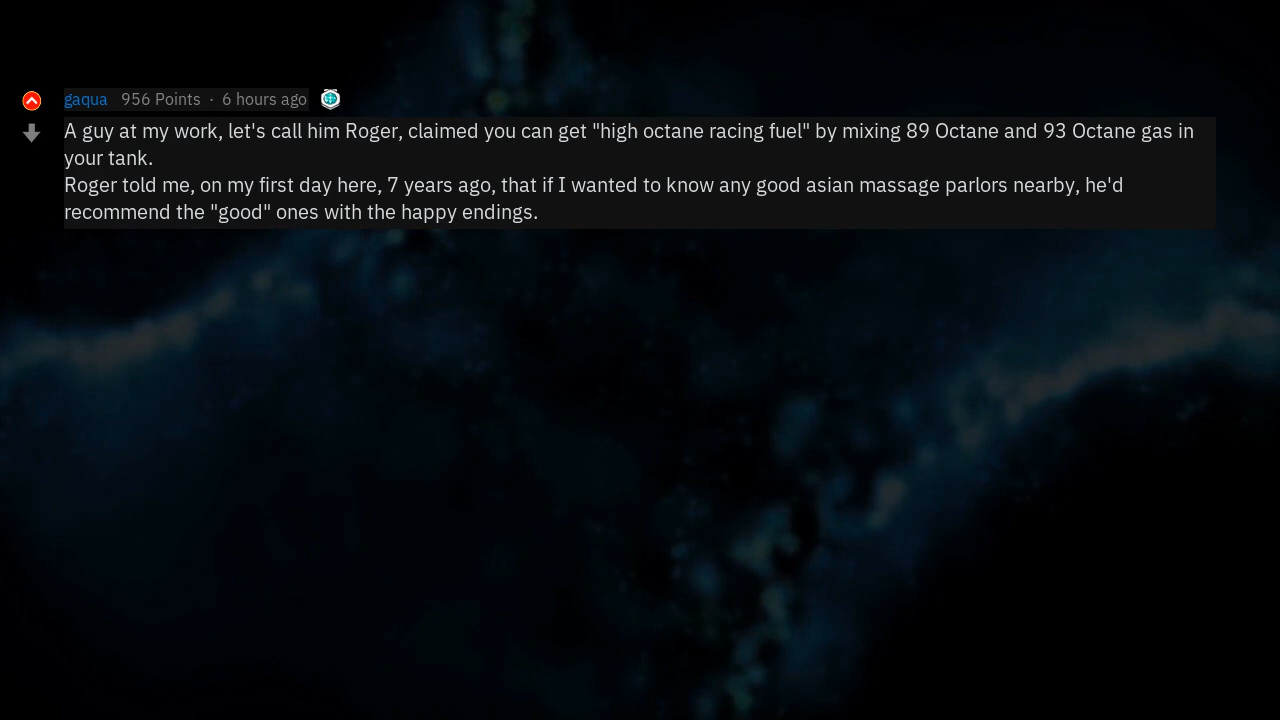 gaqua 956 Points · 6 hours ago
A guy at my work, let's call him Roger, claimed you can get "high octane racing fuel" by mixing 89 Octane and 93 Octane gas in
your tank.
Roger told me, on my first day here, 7 years ago, that if I wanted to know any good asian massage parlors nearby, he'd
recommend the "good" ones with the happy endings.